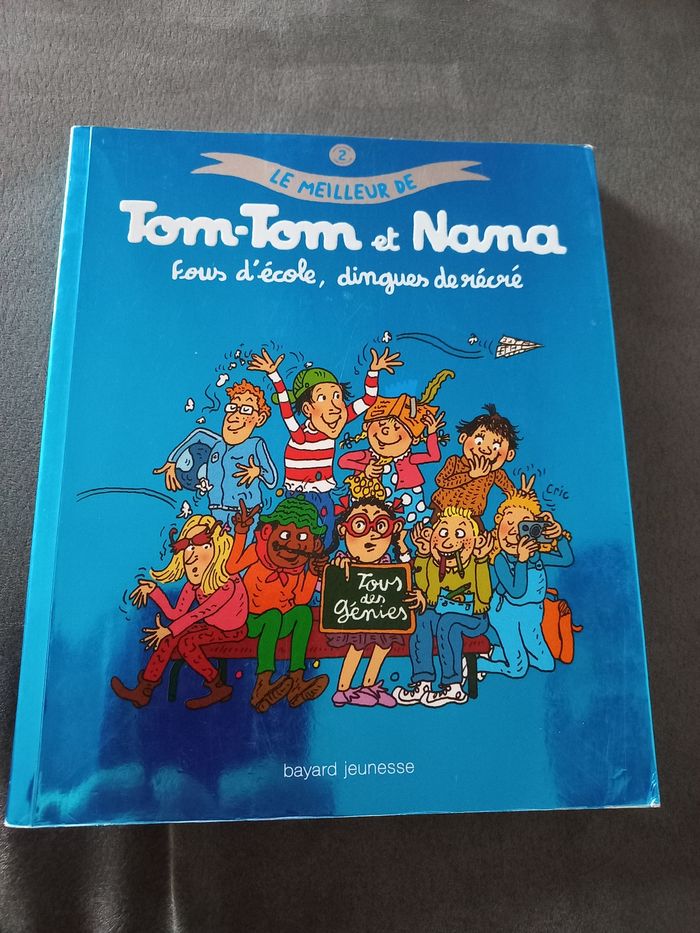 2
LE MEILLEUR DE
Tom-Tom et Nana
Fous d'école, dingues de récré
cric
Tous
des
génies
bayard jeunesse